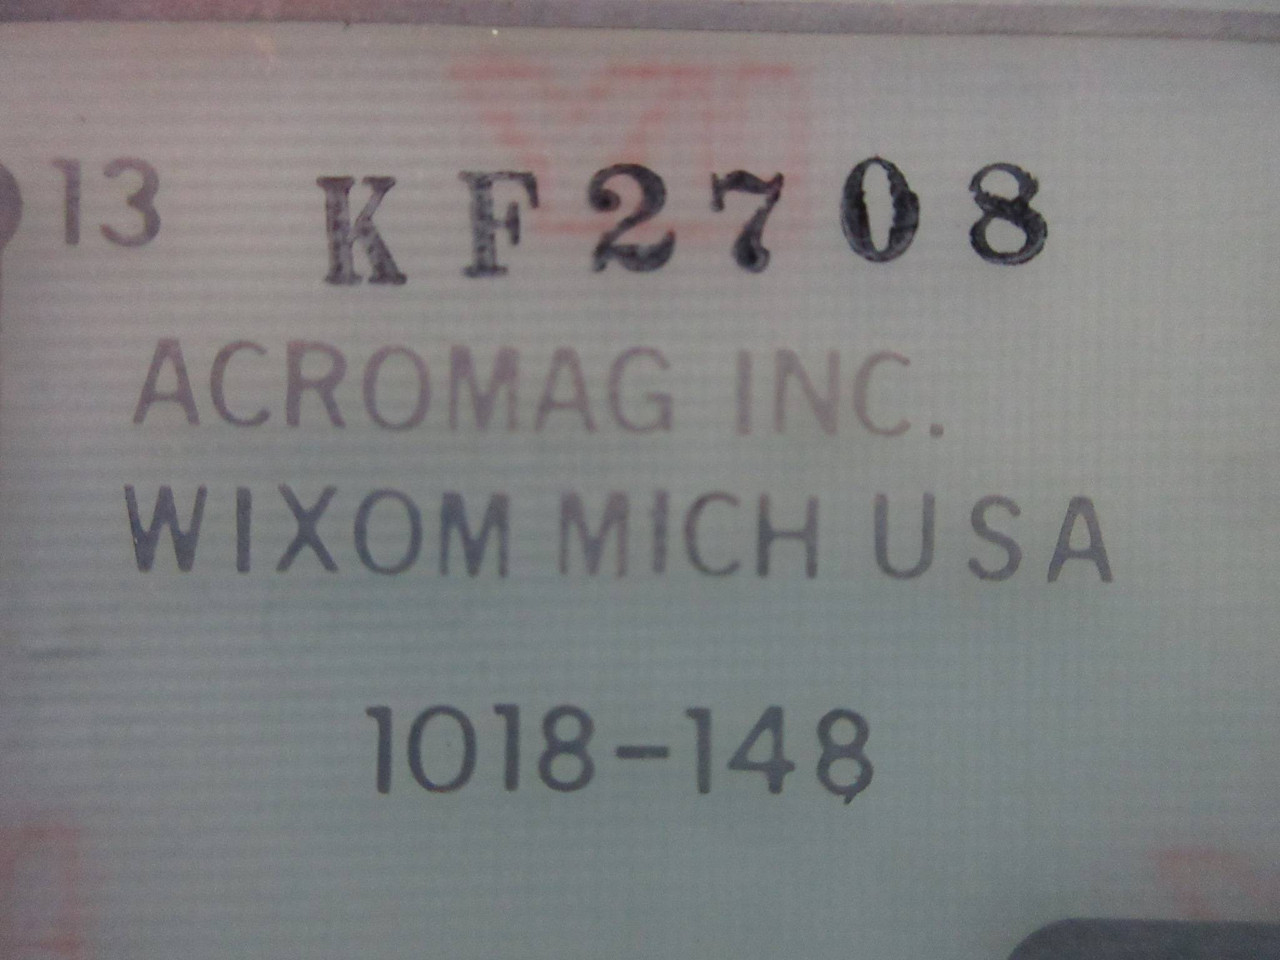 13 KF2708
ACROMAG INC.
WIXOM MICH USA
1018-148